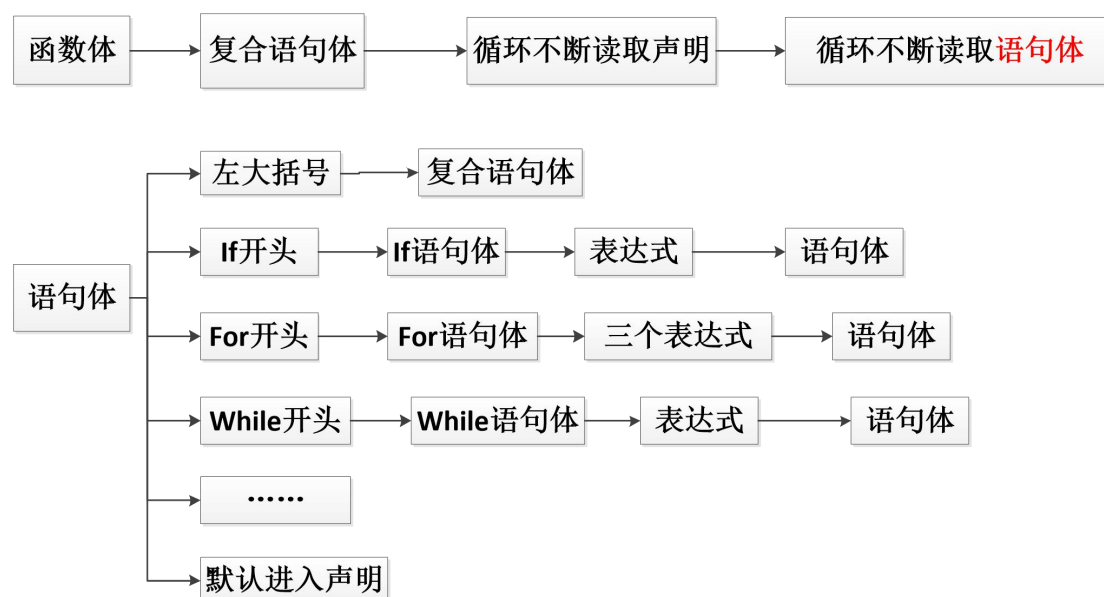 函数体
复合语句体
循环不断读取声明
循环不断读取语句体
左大括号
复合语句体
If开头
If语句体
表达式
语句体
语句体
For开头
For语句体
三个表达式
语句体
While开头
While语句体
表达式
语句体
……
默认进入声明